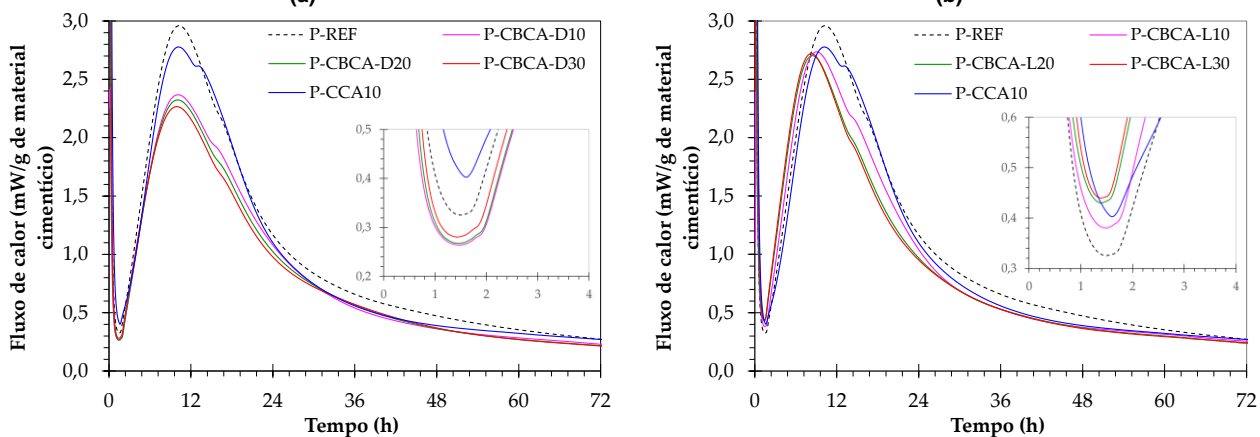 (a)
3,0
2,5
2,0
1,5
1,0
0,5
0,0
Fluxo de calor (mW/g de material
cimentício)
P-REF
P-CBCA-D10
P-CBCA-D20
P-CBCA-D30
P-CCA10
0,5
0,4
0,3
0,2
0 1 2 3 4
0 12 24 36 48 60 72
Tempo (h)
(b)
3,0
2,5
2,0
1,5
1,0
0,5
0,0
Fluxo de calor (mW/g de material
cimentício)
P-REF
P-CBCA-L10
P-CBCA-L20
P-CBCA-L30
P-CCA10
0,6
0,5
0,4
0,3
0 1 2 3 4
0 12 24 36 48 60 72
Tempo (h)